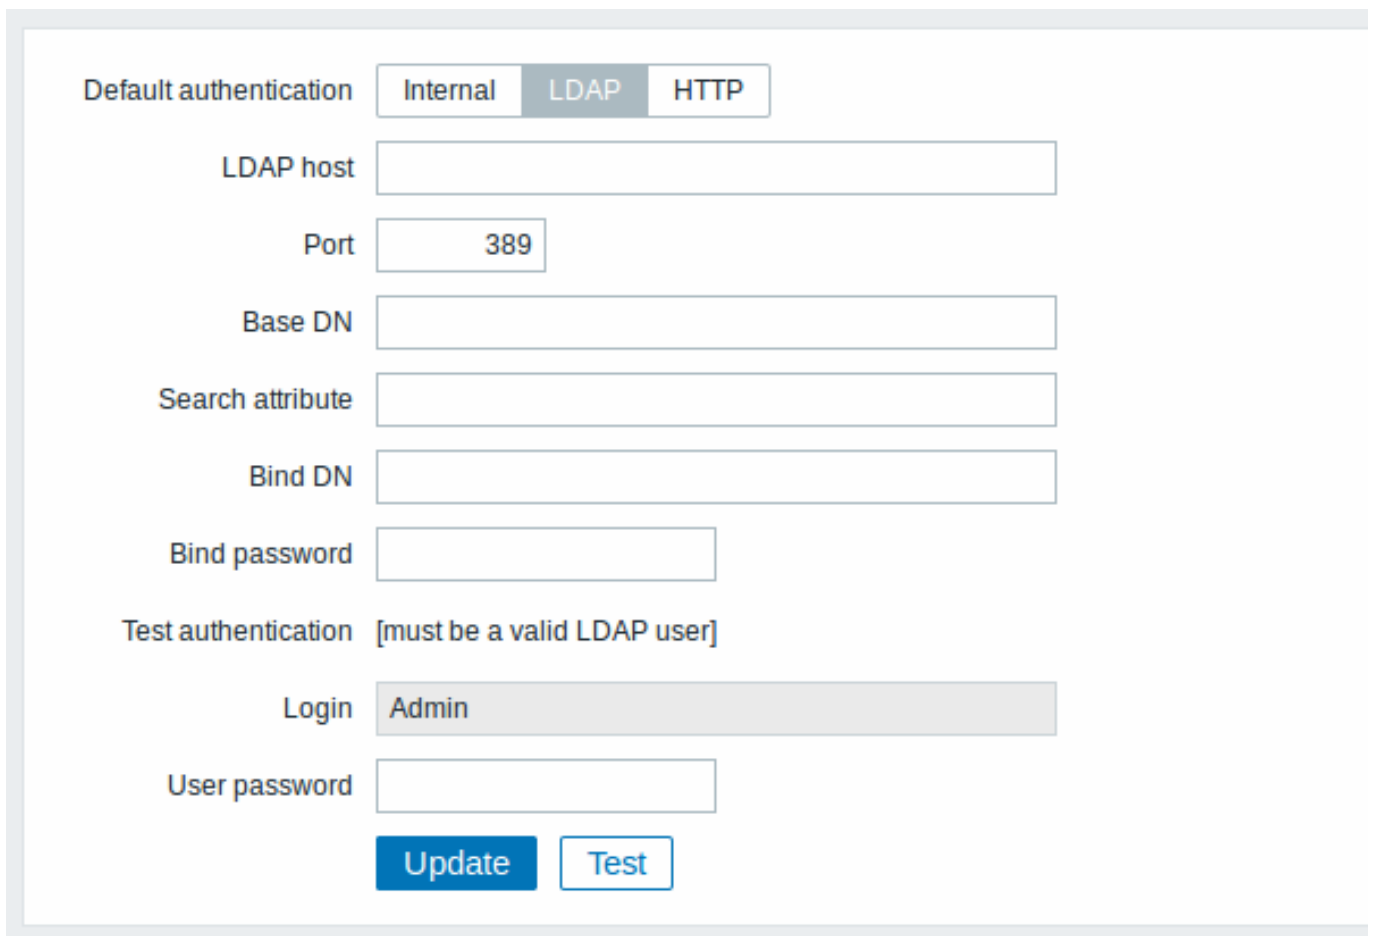 Default authentication Internal LDAP HTTP
LDAP host
Port 389
Base DN
Search attribute
Bind DN
Bind password
Test authentication [must be a valid LDAP user]
Login Admin
User password
Update Test